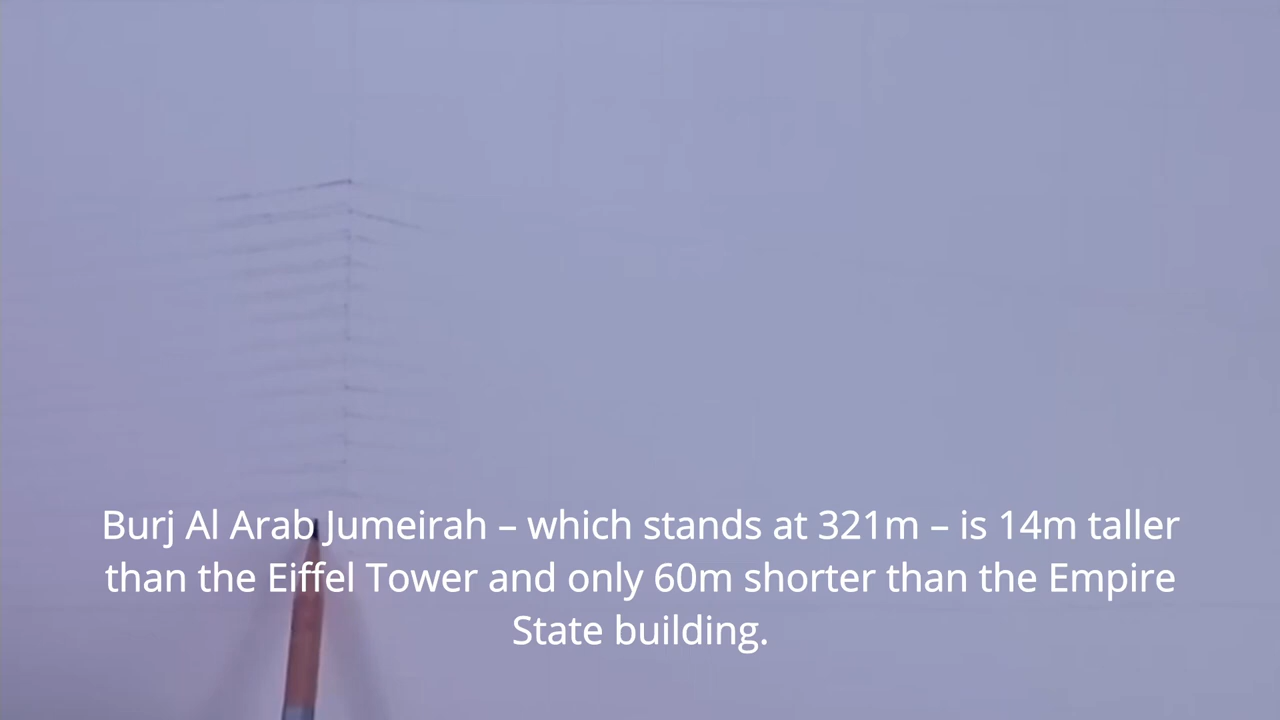 Burj Al Arab Jumeirah – which stands at 321m – is 14m taller
than the Eiffel Tower and only 60m shorter than the Empire
State building.